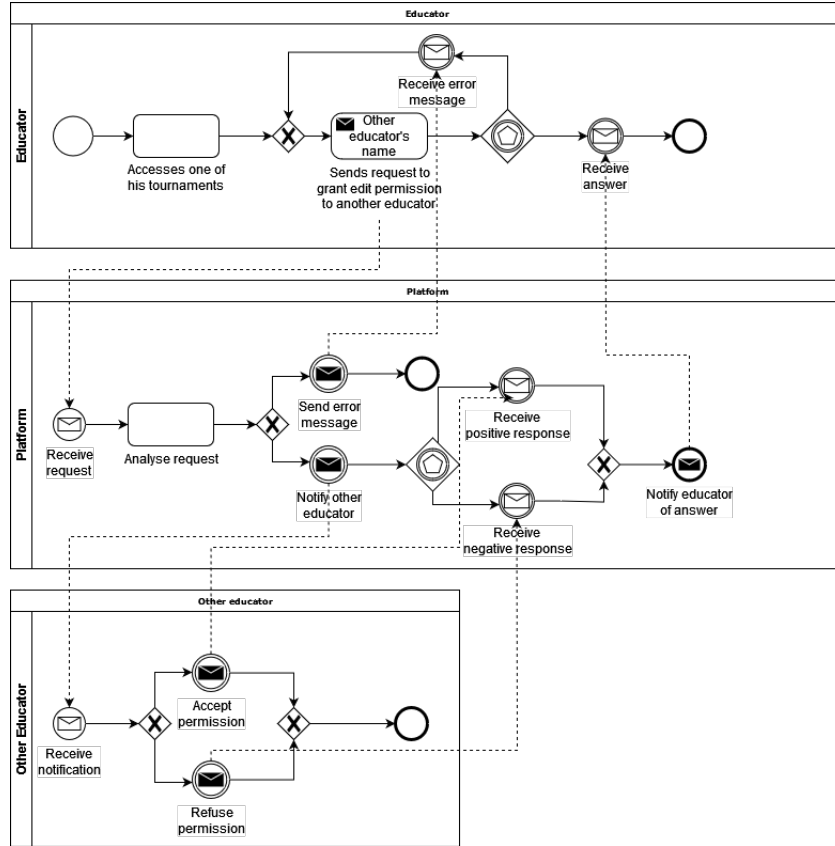 Educator
Educator
Receive error
message
Other
educator's
name
Accesses one of
his tournaments
Sends request to
grant edit permission
to another educator
Receive
answer
Platform
Platform
Receive
request
Analyse request
Send error
message
Notify other
educator
Receive
positive response
Receive
negative response
Notify educator
of answer
Other educator
Other Educator
Receive
notification
Accept
permission
Refuse
permission